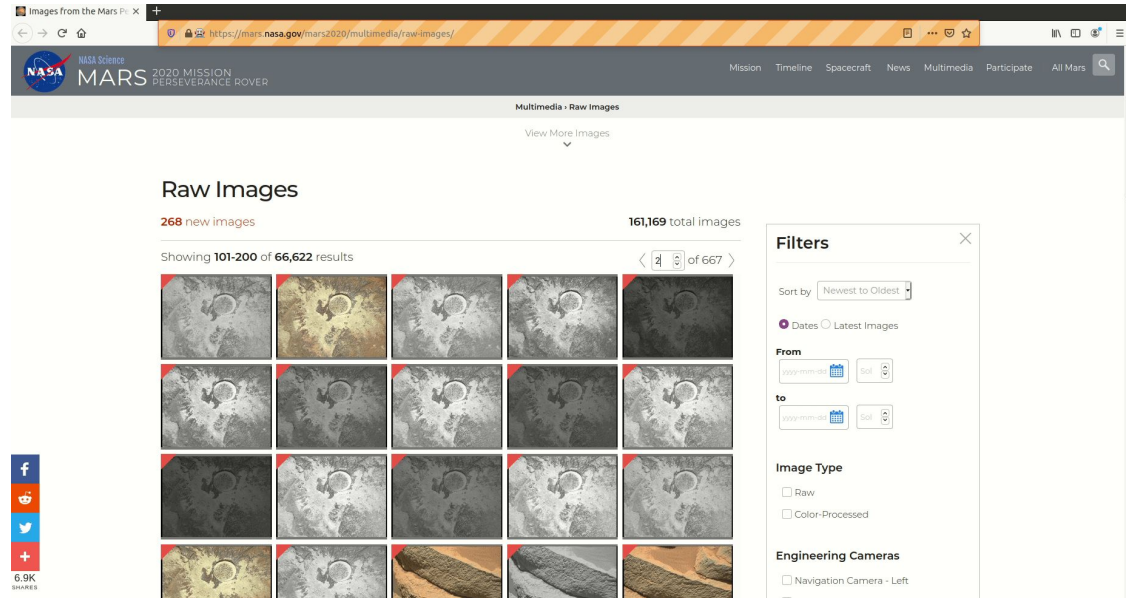 Images from the Mars Pe
https://mars.nasa.gov/mars2020/multimedia/raw-images/
NASA
NASA Science
MARS 2020 MISSION
PERSEVERANCE ROVER
Mission Timeline Spacecraft News Multimedia Participate All Mars
Multimedia › Raw Images
View More Images
Raw Images
268 new images
161,169 total images
Showing 101-200 of 66,622 results
2 of 667
Filters
Sort by Newest to Oldest
Dates Latest Images
From
yyyy-mm-dd Sol
to
yyyy-mm-dd Sol
Image Type
Raw
Color-Processed
Engineering Cameras
Navigation Camera - Left
6.9K
SHARES